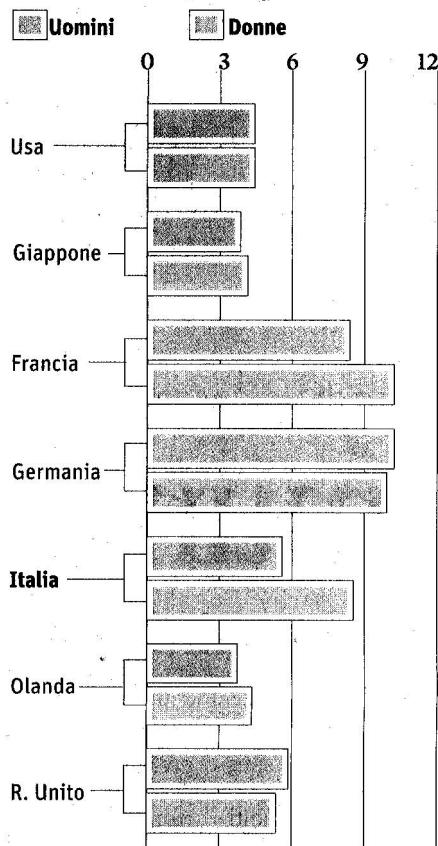 Uomini Donne
0 3 6 9 12
Usa
Giappone
Francia
Germania
Italia
Olanda
R. Unito